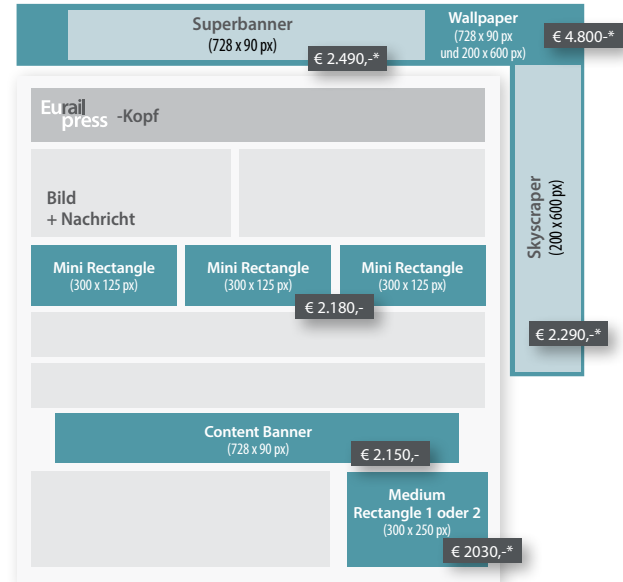 Superbanner
(728 x 90 px)
€ 2.490,-*
Wallpaper
(728 x 90 px
und 200 x 600 px)
€ 4.800-*
Eurail
press -Kopf
Bild
+ Nachricht
Skyscraper
(200 x 600 px)
€ 2.290,-*
Mini Rectangle
(300 x 125 px)
Mini Rectangle
(300 x 125 px)
Mini Rectangle
(300 x 125 px)
€ 2.180,-
Content Banner
(728 x 90 px)
€ 2.150,-
Medium
Rectangle 1 oder 2
(300 x 250 px)
€ 2030,-*